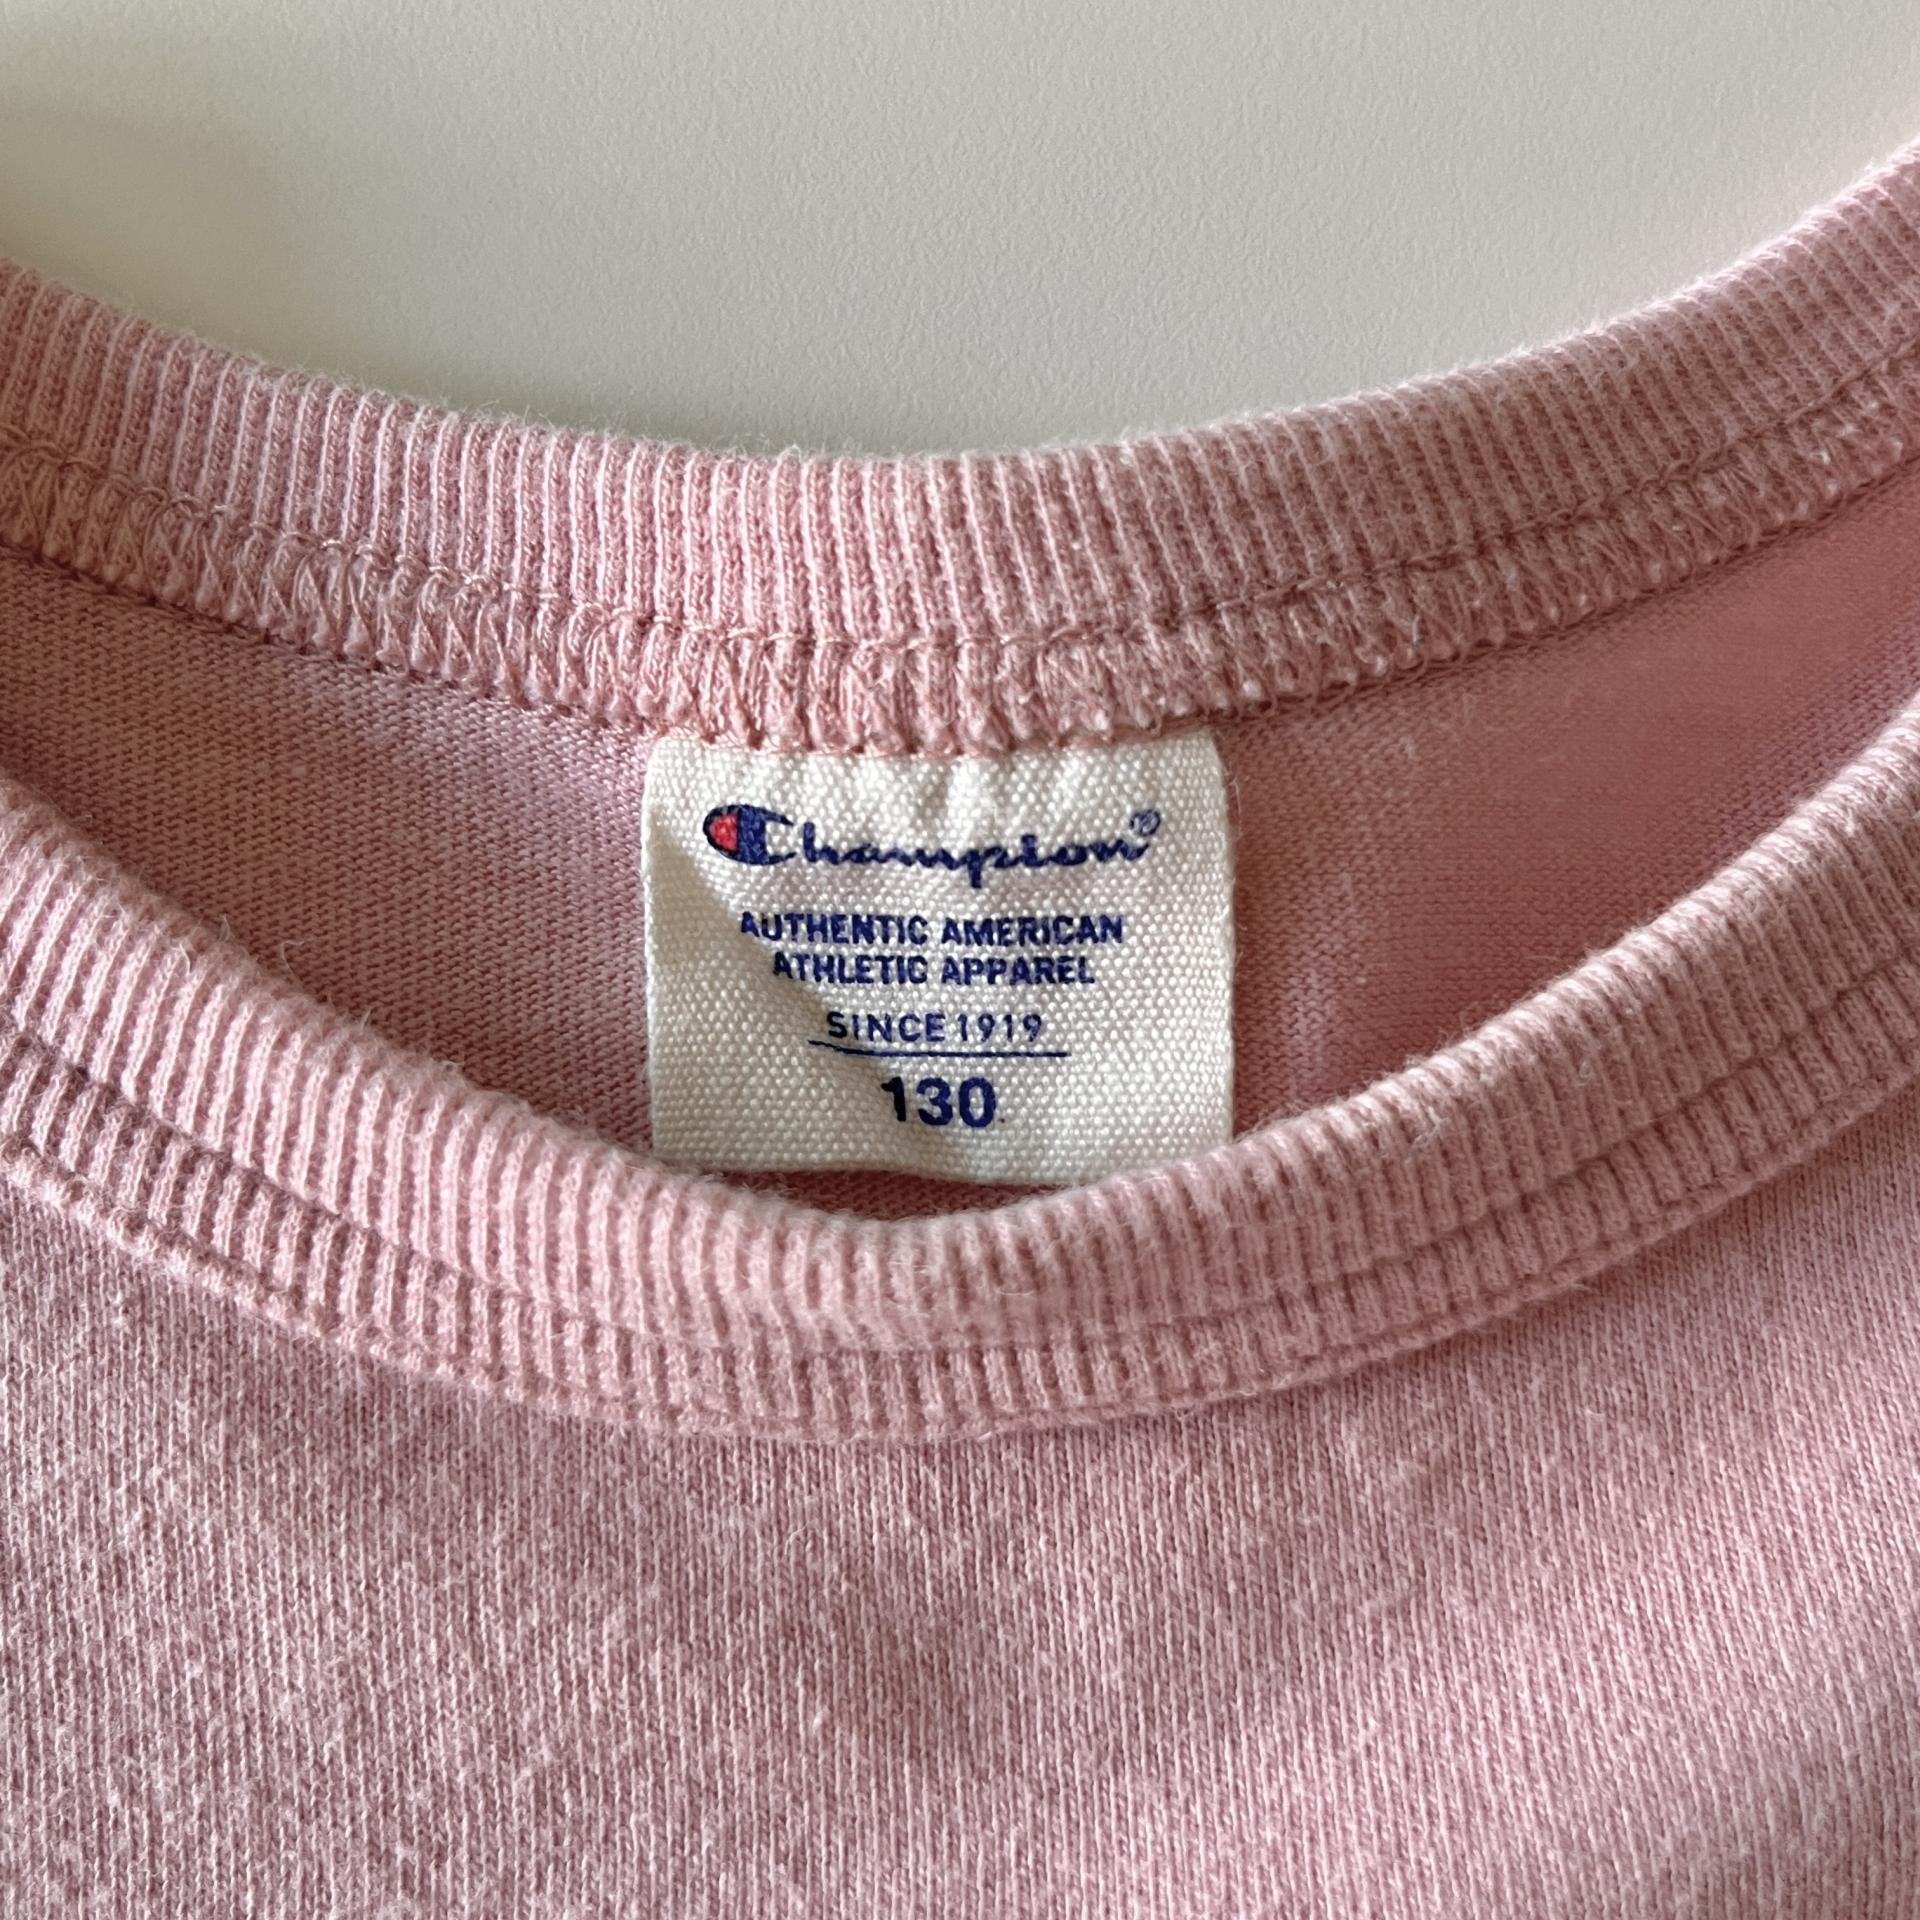 Champion®
AUTHENTIC AMERICAN
ATHLETIC APPAREL
SINCE 1919
130